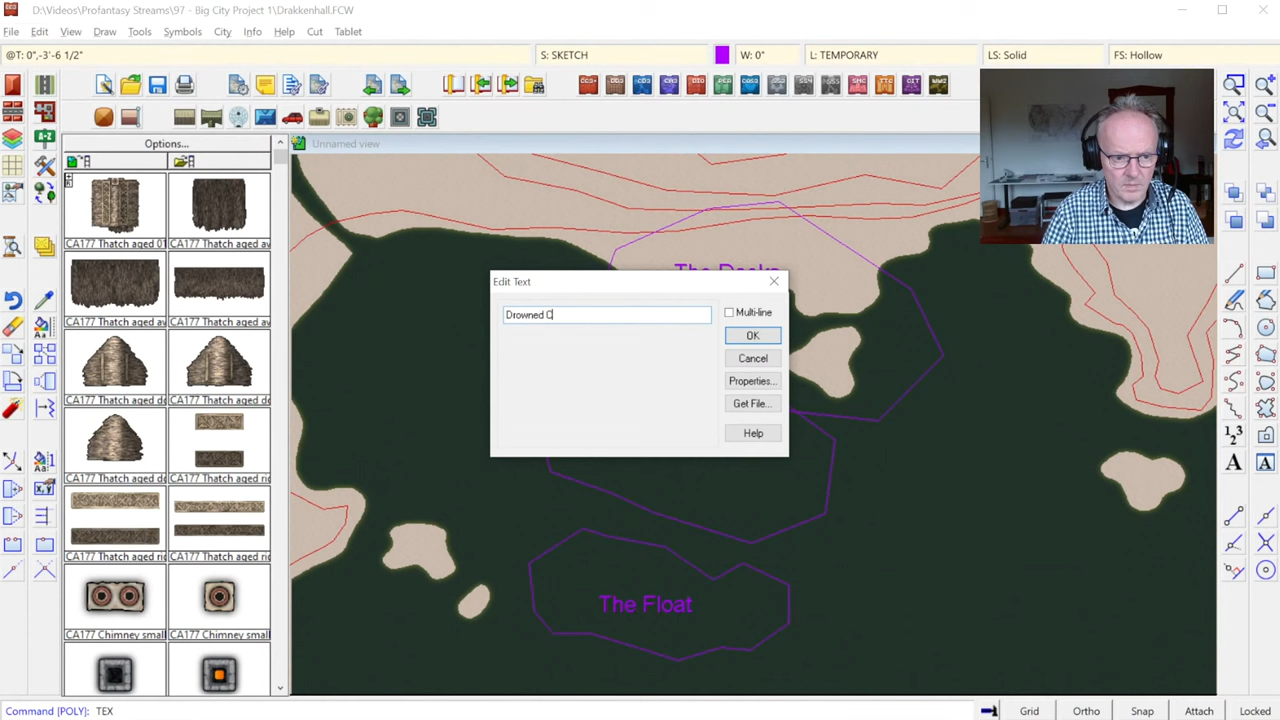 D:\Videos\Profantasy Streams\97 - Big City Project 1\Drakkenhall.FCW
File Edit View Draw Tools Symbols City Info Help Cut Tablet
@T: 0",-3'-6 1/2" S: SKETCH W: 0" L: TEMPORARY LS: Solid FS: Hollow
Options... Unnamed view
CA177 Thatch aged 01 CA177 Thatch aged av
CA177 Thatch aged av CA177 Thatch aged av
CA177 Thatch aged do CA177 Thatch aged do
CA177 Thatch aged do CA177 Thatch aged rid
CA177 Thatch aged rid CA177 Thatch aged rid
CA177 Chimney small CA177 Chimney small
The Docks
Edit Text
Drowned C
Multi-line
OK
Cancel
Properties...
Get File...
Help
The Float
Command [POLY]: TEX
Grid Ortho Snap Attach Locked